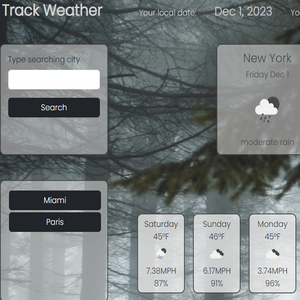 Track Weather
Your local date:
Dec 1, 2023
Yo
Type searching city
Search
New York
Friday Dec 1
moderate rain
Miami
Paris
Saturday
45°F
7.38MPH
87%
Sunday
46°F
6.17MPH
91%
Monday
45°F
3.74MPH
96%